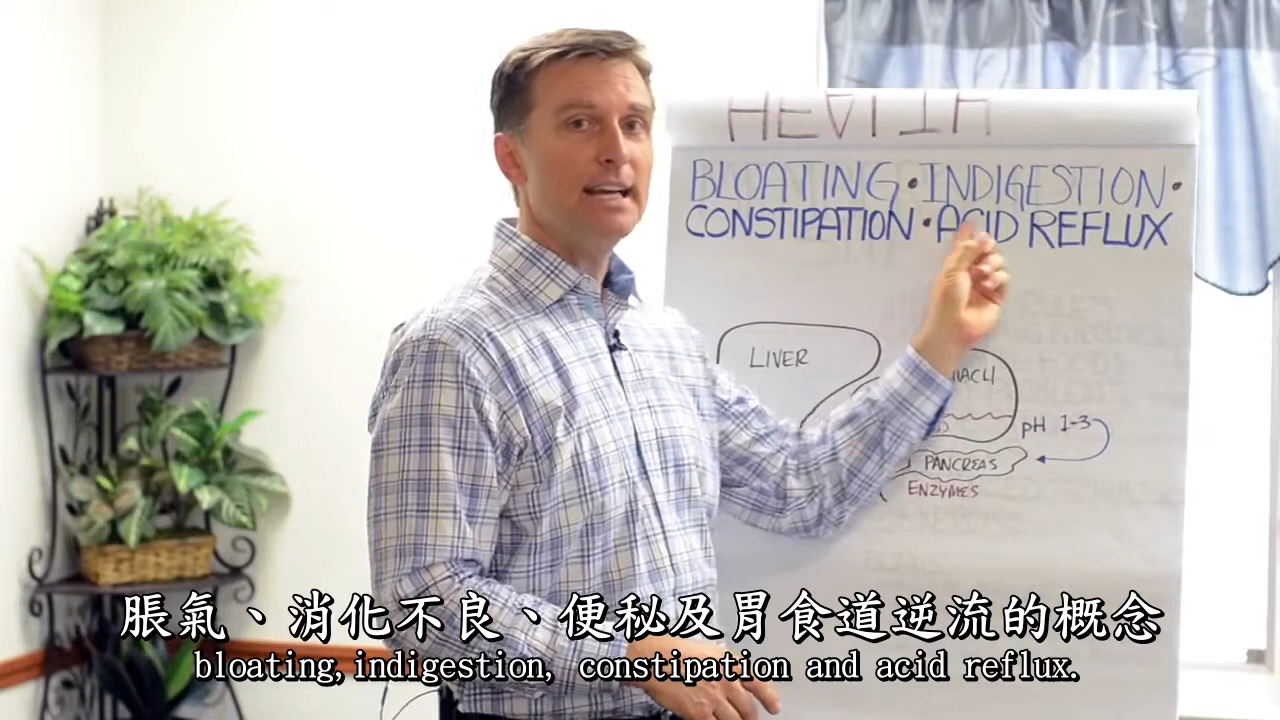 BLOATING • INDIGESTION •
CONSTIPATION • ACID REFLUX
LIVER
pH 1-3
PANCREAS
ENZYMES
脹氣、消化不良、便秘及胃食道逆流的概念
bloating, indigestion, constipation and acid reflux.